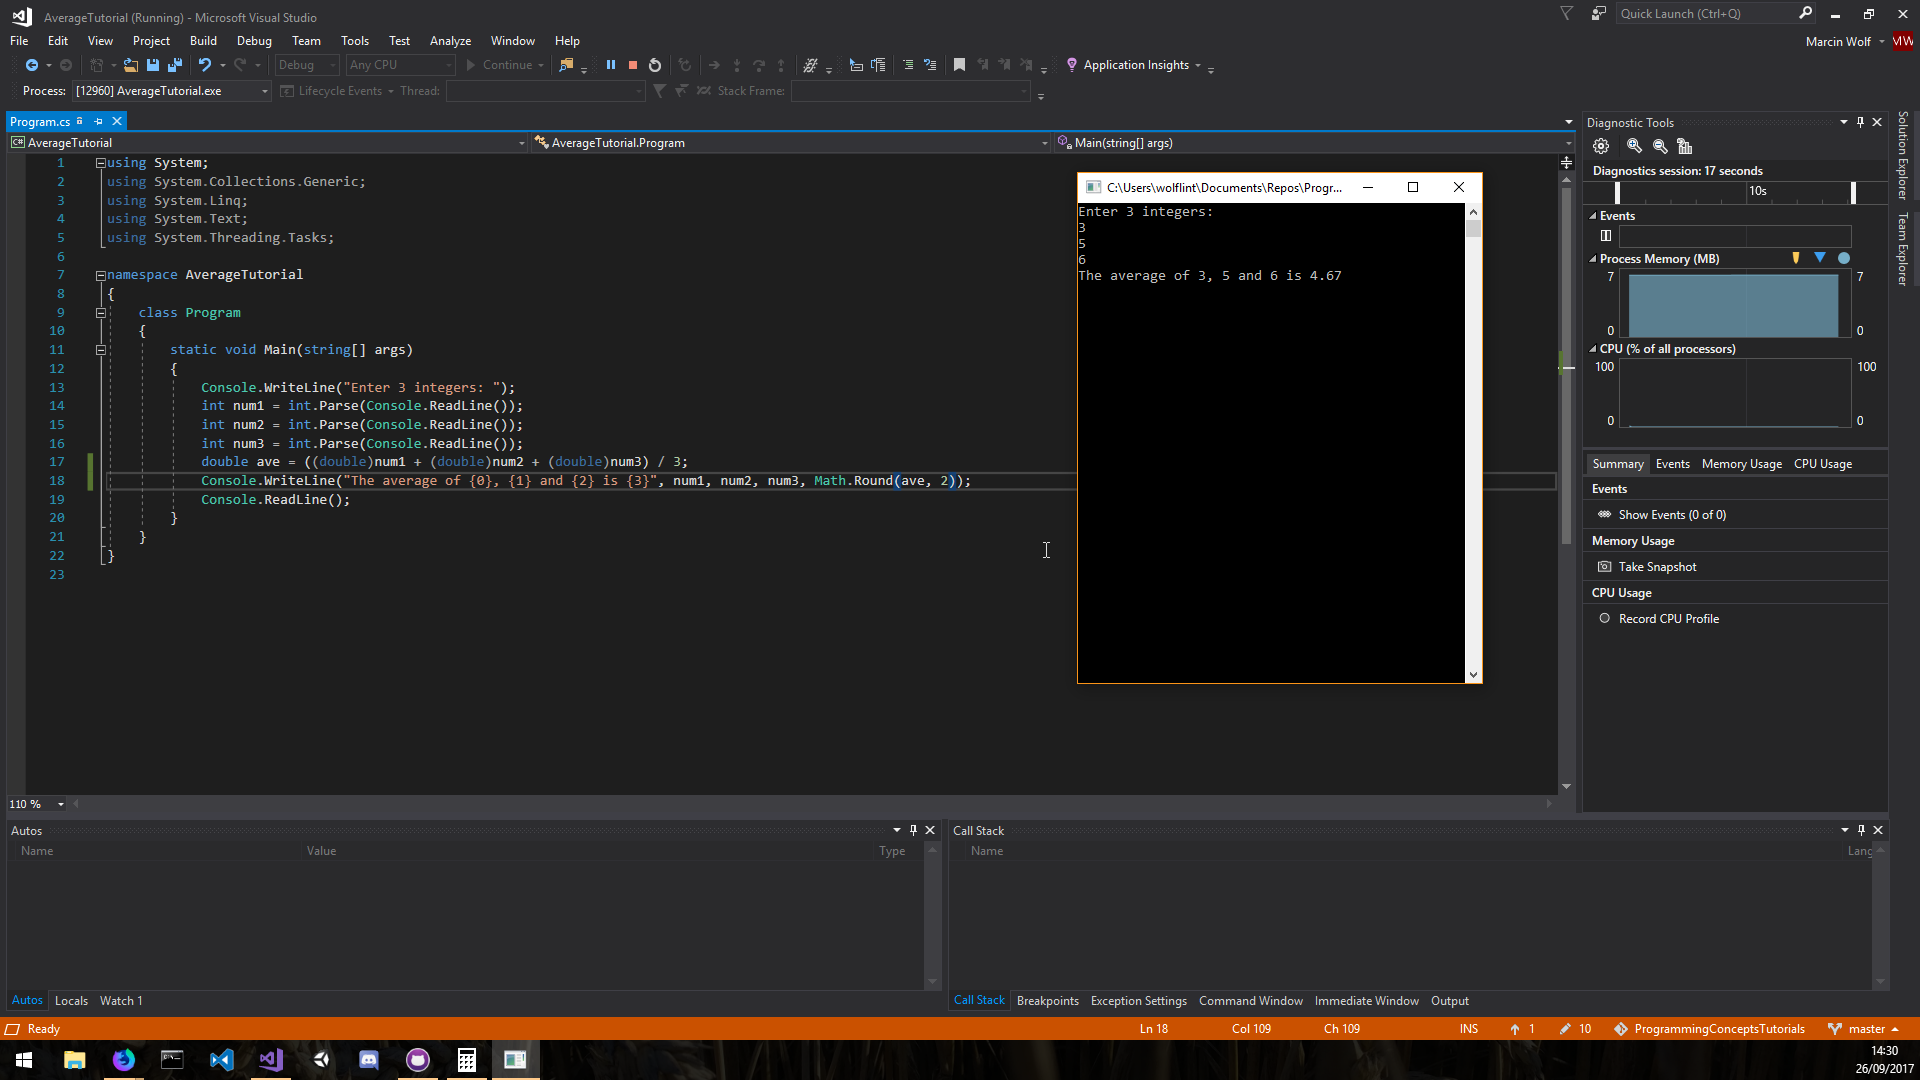 AverageTutorial (Running) - Microsoft Visual Studio
Quick Launch (Ctrl+Q)
File Edit View Project Build Debug Team Tools Test Analyze Window Help
Marcin Wolf MW
Debug Any CPU Continue Application Insights
Process: [12960] AverageTutorial.exe Lifecycle Events Thread: Stack Frame:
Program.cs
C# AverageTutorial AverageTutorial.Program Main(string[] args)
1 using System;
2 using System.Collections.Generic;
3 using System.Linq;
4 using System.Text;
5 using System.Threading.Tasks;
6
7 namespace AverageTutorial
8 {
9 class Program
10 {
11 static void Main(string[] args)
12 {
13 Console.WriteLine("Enter 3 integers: ");
14 int num1 = int.Parse(Console.ReadLine());
15 int num2 = int.Parse(Console.ReadLine());
16 int num3 = int.Parse(Console.ReadLine());
17 double ave = ((double)num1 + (double)num2 + (double)num3) / 3;
18 Console.WriteLine("The average of {0}, {1} and {2} is {3}", num1, num2, num3, Math.Round(ave, 2));
19 Console.ReadLine();
20 }
21 }
22 }
23
110 %
C:\Users\wolflint\Documents\Repos\Progr...
Enter 3 integers:
3
5
6
The average of 3, 5 and 6 is 4.67
Diagnostic Tools
Diagnostics session: 17 seconds
10s
Events
Process Memory (MB)
7 7
0 0
CPU (% of all processors)
100 100
0 0
Summary Events Memory Usage CPU Usage
Events
Show Events (0 of 0)
Memory Usage
Take Snapshot
CPU Usage
Record CPU Profile
Solution Explorer
Team Explorer
Autos
Name Value Type
Autos Locals Watch 1
Call Stack
Name Lang
Call Stack Breakpoints Exception Settings Command Window Immediate Window Output
Ready Ln 18 Col 109 Ch 109 INS 1 10 ProgrammingConceptsTutorials master
14:30
26/09/2017